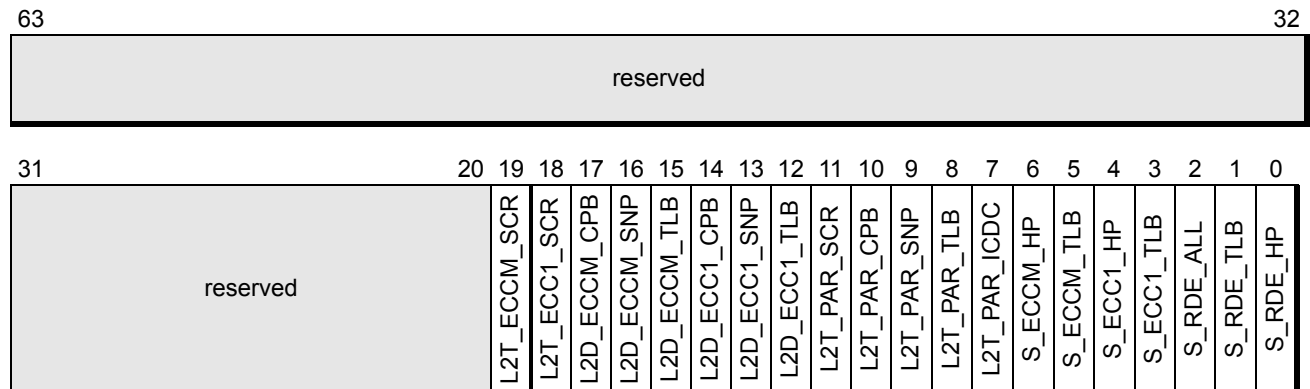 63 32
reserved
31 20 19 18 17 16 15 14 13 12 11 10 9 8 7 6 5 4 3 2 1 0
reserved
L2T_ECCM_SCR
L2T_ECC1_SCR
L2D_ECCM_CPB
L2D_ECCM_SNP
L2D_ECCM_TLB
L2D_ECC1_CPB
L2D_ECC1_SNP
L2D_ECC1_TLB
L2T_PAR_SCR
L2T_PAR_CPB
L2T_PAR_SNP
L2T_PAR_TLB
L2T_PAR_ICDC
S_ECCM_HP
S_ECCM_TLB
S_ECC1_HP
S_ECC1_TLB
S_RDE_ALL
S_RDE_TLB
S_RDE_HP